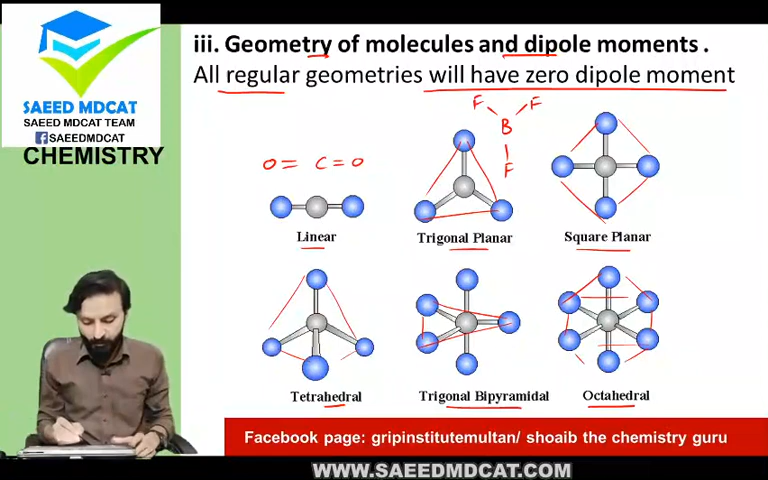 iii. Geometry of molecules and dipole moments .
All regular geometries will have zero dipole moment
SAEED MDCAT
SAEED MDCAT TEAM
SAEEDMDCAT
CHEMISTRY
F F
B
F
O = C = O
Linear
Trigonal Planar
Square Planar
Tetrahedral
Trigonal Bipyramidal
Octahedral
Facebook page: gripinstitutemultan/ shoaib the chemistry guru
WWW.SAEEDMDCAT.COM